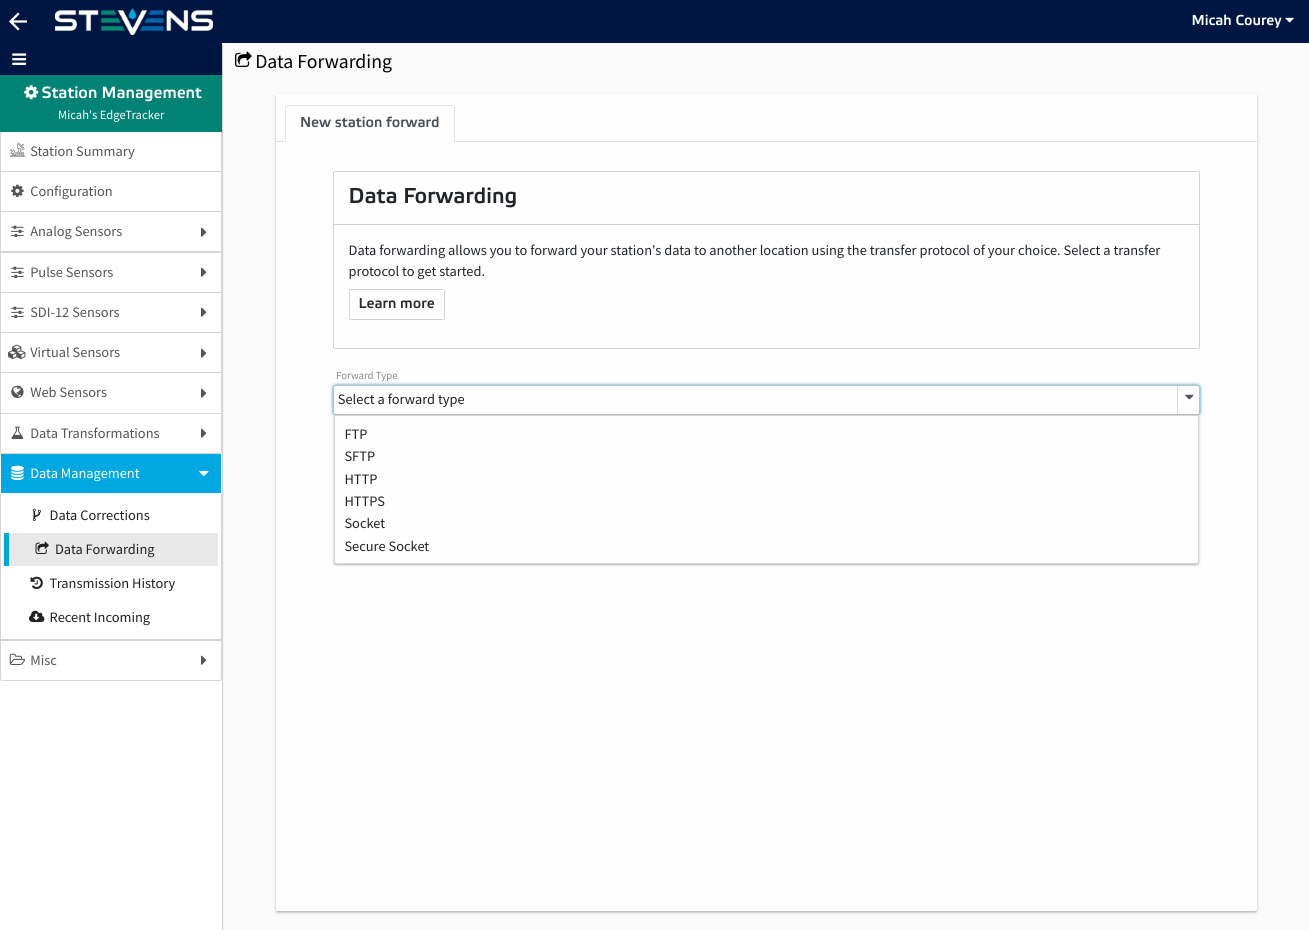 STEVENS
Micah Courey
Station Management
Micah's EdgeTracker
Station Summary
Configuration
Analog Sensors
Pulse Sensors
SDI-12 Sensors
Virtual Sensors
Web Sensors
Data Transformations
Data Management
Data Corrections
Data Forwarding
Transmission History
Recent Incoming
Misc
Data Forwarding
New station forward
Data Forwarding
Data forwarding allows you to forward your station's data to another location using the transfer protocol of your choice. Select a transfer
protocol to get started.
Learn more
Forward Type
Select a forward type
FTP
SFTP
HTTP
HTTPS
Socket
Secure Socket